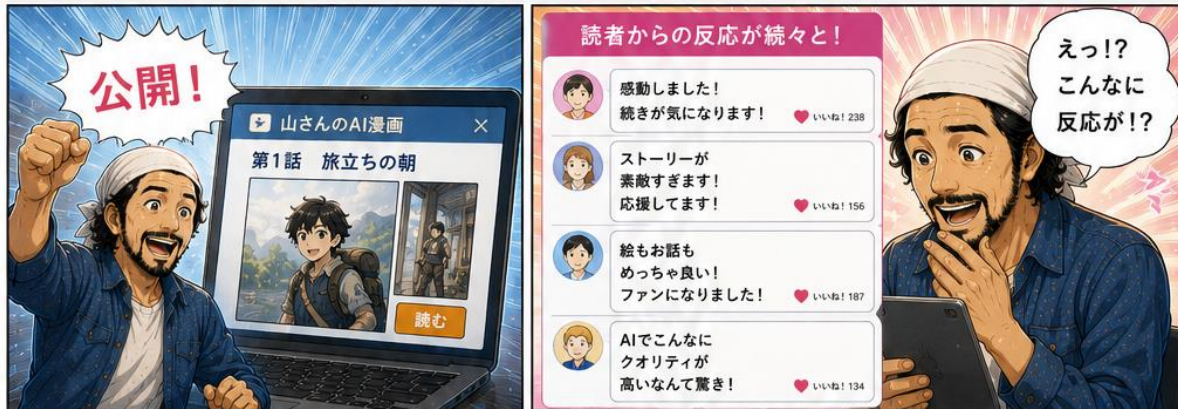 公開！
山さんのAI漫画
第1話 旅立ちの朝
読む
読者からの反応が続々と！
感動しました！
続きが気になります！
いいね！ 238
ストーリーが
素敵すぎます！
応援してます！
いいね！ 156
絵もお話も
めっちゃ良い！
ファンになりました！
いいね！ 187
AIでこんなに
クオリティが
高いなんて驚き！
いいね！ 134
えっ!?
こんなに
反応が!?